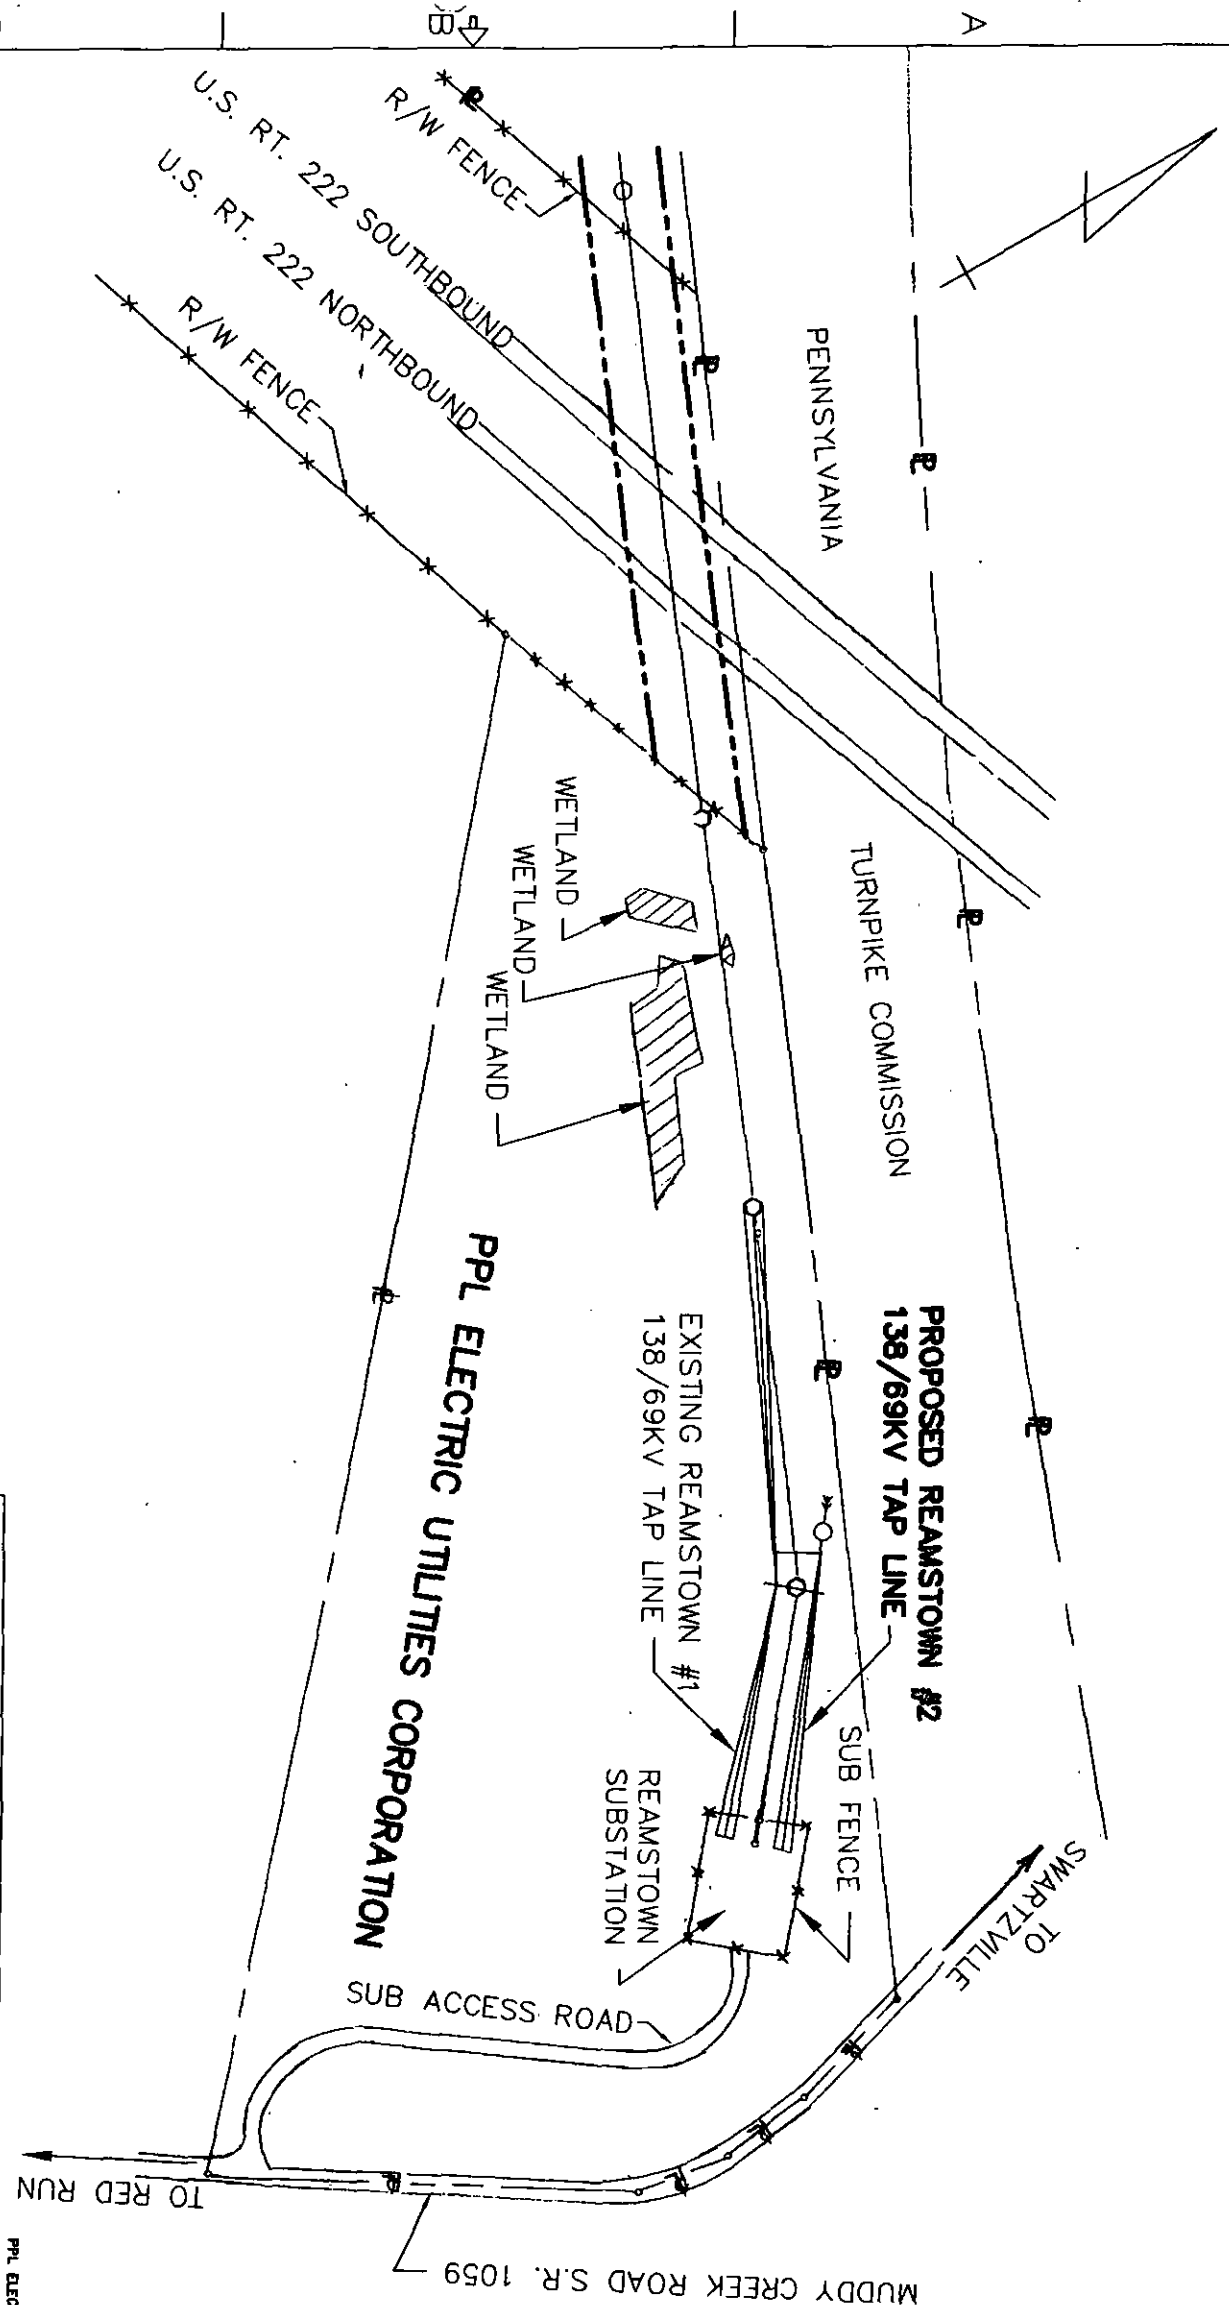 A
B
PENNSYLVANIA
TURNPIKE COMMISSION
R/W FENCE
U.S. RT. 222 SOUTHBOUND
U.S. RT. 222 NORTHBOUND
R/W FENCE
WETLAND
WETLAND
WETLAND
PROPOSED REAMSTOWN #2
138/69KV TAP LINE
EXISTING REAMSTOWN #1
138/69KV TAP LINE
SUB FENCE
REAMSTOWN
SUBSTATION
PPL ELECTRIC UTILITIES CORPORATION
SUB ACCESS ROAD
TO
SWARTZVILLE
TO RED RUN
MUDDY CREEK ROAD S.R. 1059
PPL ELEC